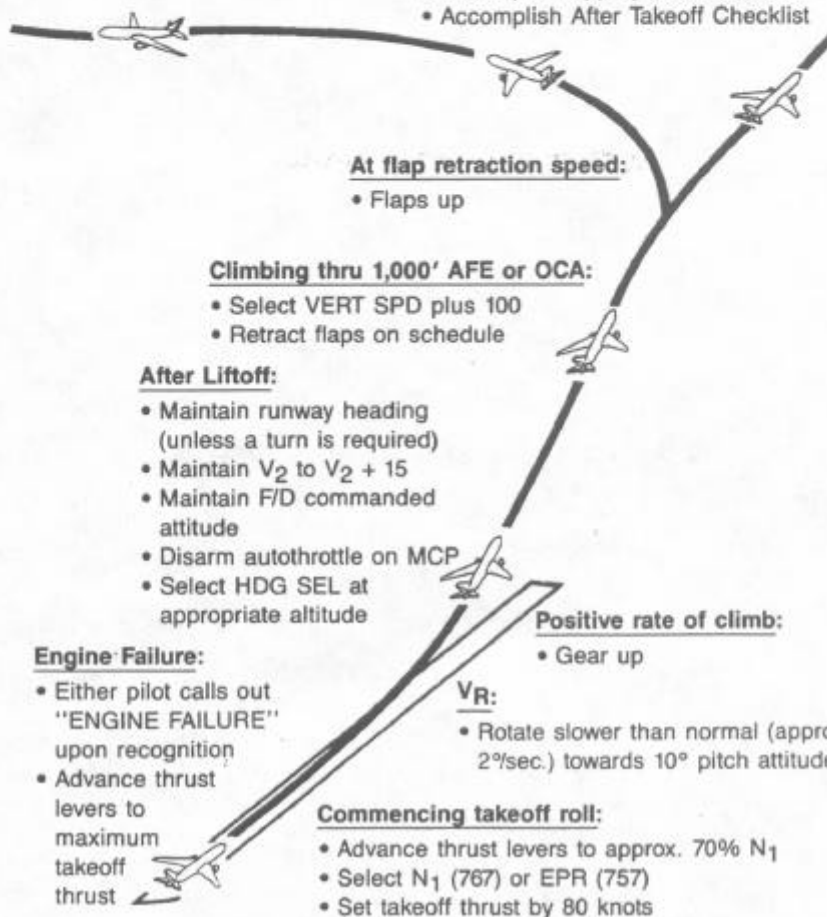 • Accomplish After Takeoff Checklist
At flap retraction speed:
• Flaps up
Climbing thru 1,000' AFE or OCA:
• Select VERT SPD plus 100
• Retract flaps on schedule
After Liftoff:
• Maintain runway heading
(unless a turn is required)
• Maintain V2 to V2 + 15
• Maintain F/D commanded
attitude
• Disarm autothrottle on MCP
• Select HDG SEL at
appropriate altitude
Positive rate of climb:
• Gear up
Engine Failure:
• Either pilot calls out
"ENGINE FAILURE"
upon recognition
• Advance thrust
levers to
maximum
takeoff
thrust
VR:
• Rotate slower than normal (appro
2°/sec.) towards 10° pitch attitude
Commencing takeoff roll:
• Advance thrust levers to approx. 70% N1
• Select N1 (767) or EPR (757)
• Set takeoff thrust by 80 knots